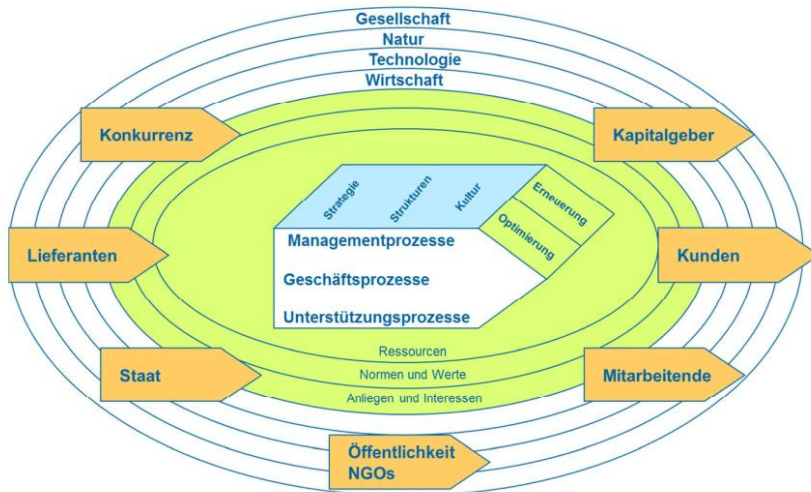 Gesellschaft
Natur
Technologie
Wirtschaft
Konkurrenz
Kapitalgeber
Strategie
Strukturen
Kultur
Erneuerung
Optimierung
Managementprozesse
Lieferanten
Kunden
Geschäftsprozesse
Unterstützungsprozesse
Ressourcen
Staat
Normen und Werte
Mitarbeitende
Anliegen und Interessen
Öffentlichkeit
NGOs